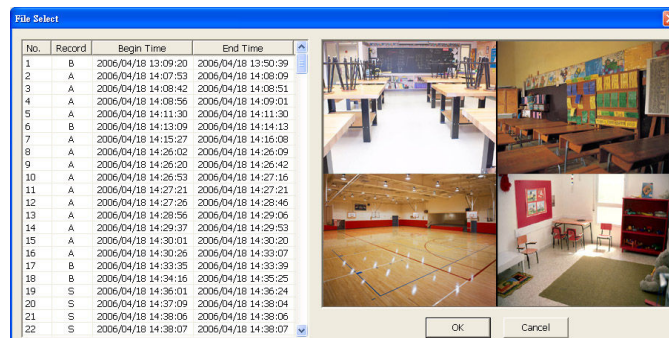 File Select
No. Record Begin Time End Time
1 B 2006/04/18 13:09:20 2006/04/18 13:50:39
2 A 2006/04/18 14:07:53 2006/04/18 14:08:09
3 A 2006/04/18 14:08:42 2006/04/18 14:08:51
4 A 2006/04/18 14:08:56 2006/04/18 14:09:01
5 A 2006/04/18 14:11:30 2006/04/18 14:11:30
6 B 2006/04/18 14:13:09 2006/04/18 14:14:13
7 A 2006/04/18 14:15:27 2006/04/18 14:16:08
8 A 2006/04/18 14:26:02 2006/04/18 14:26:09
9 A 2006/04/18 14:26:20 2006/04/18 14:26:42
10 A 2006/04/18 14:26:53 2006/04/18 14:27:16
11 A 2006/04/18 14:27:21 2006/04/18 14:27:21
12 A 2006/04/18 14:27:26 2006/04/18 14:28:46
13 A 2006/04/18 14:28:56 2006/04/18 14:29:06
14 A 2006/04/18 14:29:37 2006/04/18 14:29:53
15 A 2006/04/18 14:30:01 2006/04/18 14:30:20
16 A 2006/04/18 14:30:26 2006/04/18 14:33:07
17 B 2006/04/18 14:33:35 2006/04/18 14:33:39
18 B 2006/04/18 14:34:16 2006/04/18 14:35:25
19 S 2006/04/18 14:36:01 2006/04/18 14:36:24
20 S 2006/04/18 14:37:09 2006/04/18 14:38:04
21 S 2006/04/18 14:38:06 2006/04/18 14:38:06
22 S 2006/04/18 14:38:07 2006/04/18 14:38:07
OK Cancel